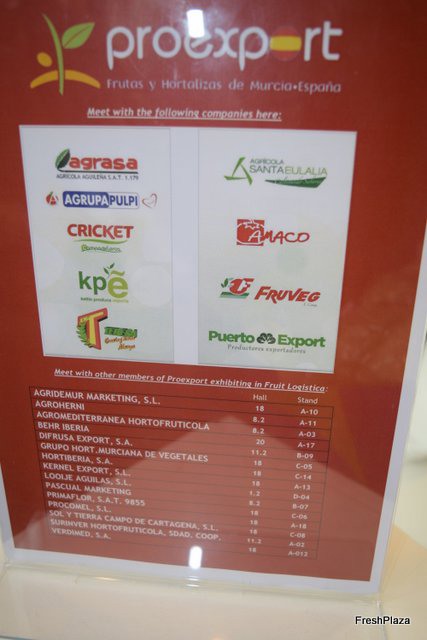 proexport
Frutas y Hortalizas de Murcia•España
Meet with the following companies here:
agrasa
AGRICOLA AGUILEÑA S.A.T. 1.179
AGRUPAPULPI
CRICKET
kpê
TDEM
AGRÍCOLA
SANTAEULALIA
AMACO
FRUVEG
Puerto Export
Productores exportadores
Meet with other members of Proexport exhibiting in Fruit Logistica:
Hall Stand
AGRIDEMUR MARKETING, S.L. 18 A-10
AGROHERNI 8.2 A-11
AGROMEDITERRANEA HORTOFRUTICOLA 8.2 A-03
BEHR IBERIA 20 A-17
DIFRUSA EXPORT, S.A. 11.2 B-09
GRUPO HORT.MURCIANA DE VEGETALES 18 C-05
HORTIBERIA, S.A. 18 C-14
KERNEL EXPORT, S.L. 18 A-13
LOOIJE AGUILAS, S.L. 1.2 D-04
PASCUAL MARKETING 8.2 B-07
PRIMAFLOR, S.A.T. 9855 18 C-06
PROCOMEL, S.L. 18 A-18
SOL Y TIERRA CAMPO DE CARTAGENA, S.L. 18 C-08
SURINVER HORTOFRUTICOLA, SDAD. COOP. 11.2 A-02
VERDIMED, S.A. 18 A-012
FreshPlaza